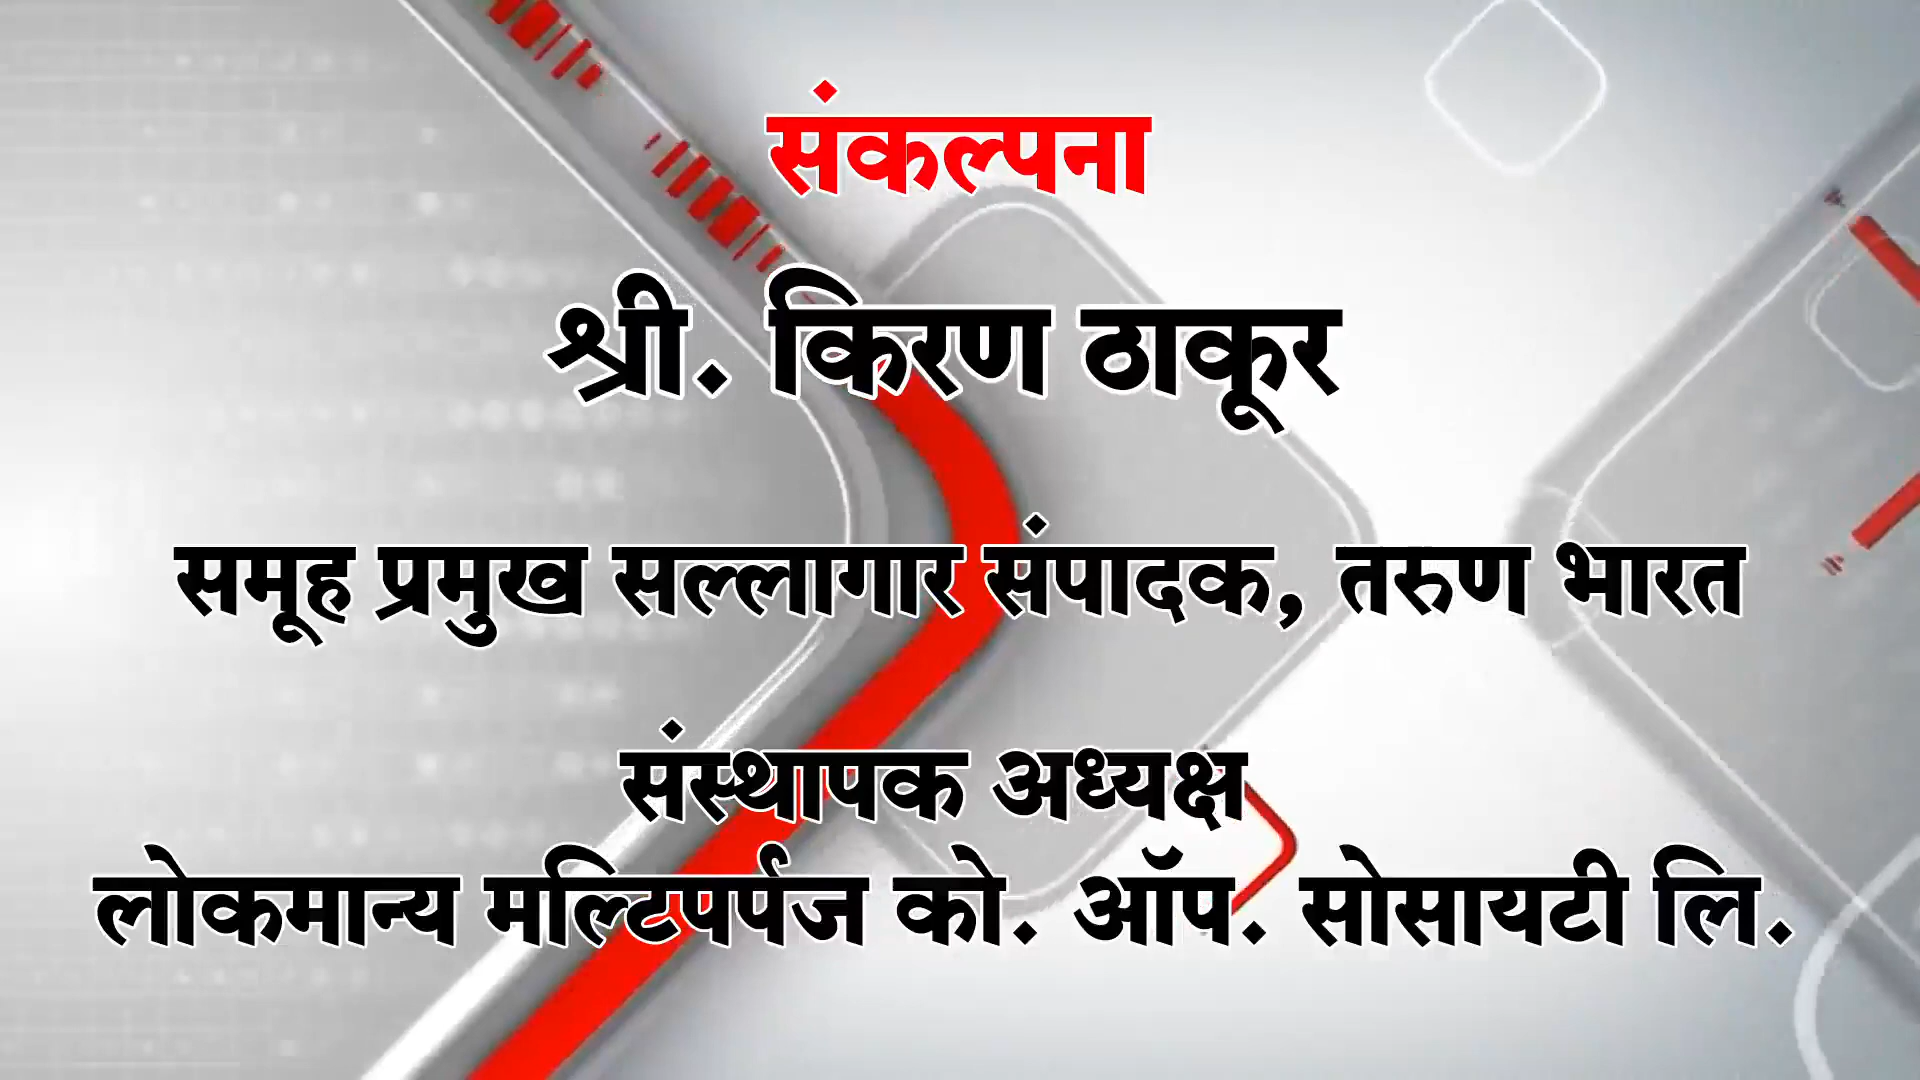 संकल्पना
श्री. किरण ठाकूर
समूह प्रमुख सल्लागार संपादक, तरुण भारत
संस्थापक अध्यक्ष
लोकमान्य मल्टिपर्पज को. ऑप. सोसायटी लि.